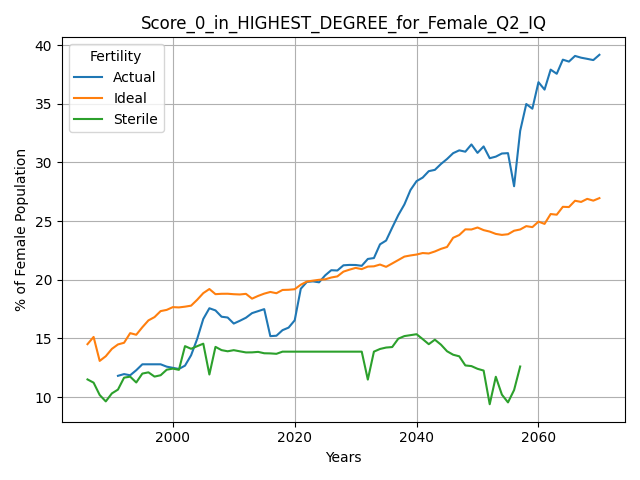 Score_0_in_HIGHEST_DEGREE_for_Female_Q2_IQ
Fertility
Actual
Ideal
Sterile
% of Female Population
40
35
30
25
20
15
10
2000
2020
2040
2060
Years